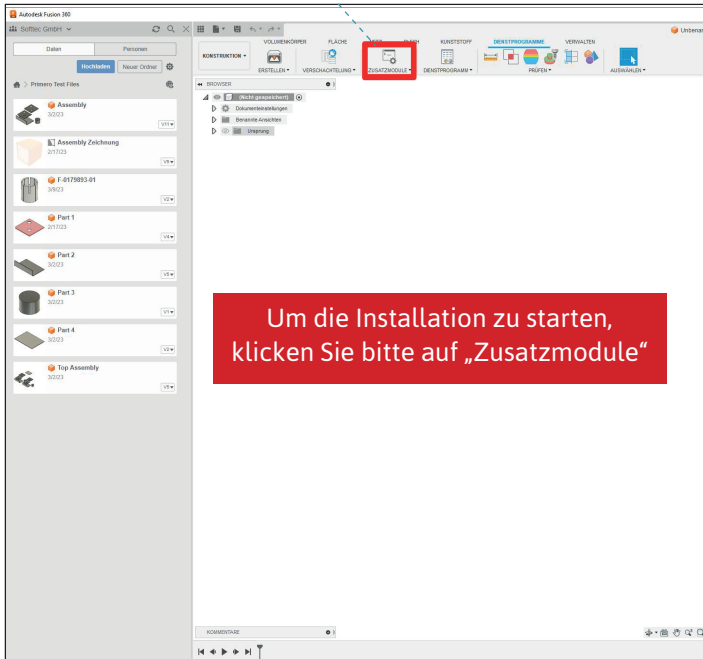 Autodesk Fusion 360
Softtec GmbH
Daten Personen
Hochladen Neuer Ordner
Primero Test Files
Assembly
3/2/23
V11
Assembly Zeichnung
2/17/23
V9
F-0179893-01
3/8/23
V2
Part 1
2/17/23
V4
Part 2
3/2/23
V5
Part 3
3/2/23
V1
Part 4
3/2/23
V2
Top Assembly
3/2/23
V5
Unbenan
KONSTRUKTION
VOLUMENKÖRPER FLÄCHE KUNSTSTOFF DIENSTPROGRAMME VERWALTEN
ERSTELLEN VERSCHACHTELUNG ZUSATZMODULE DIENSTPROGRAMM PRÜFEN AUSWÄHLEN
BROWSER
(Nicht gespeichert)
Dokumenteinstellungen
Benannte Ansichten
Ursprung
Um die Installation zu starten,
klicken Sie bitte auf „Zusatzmodule“
KOMMENTARE